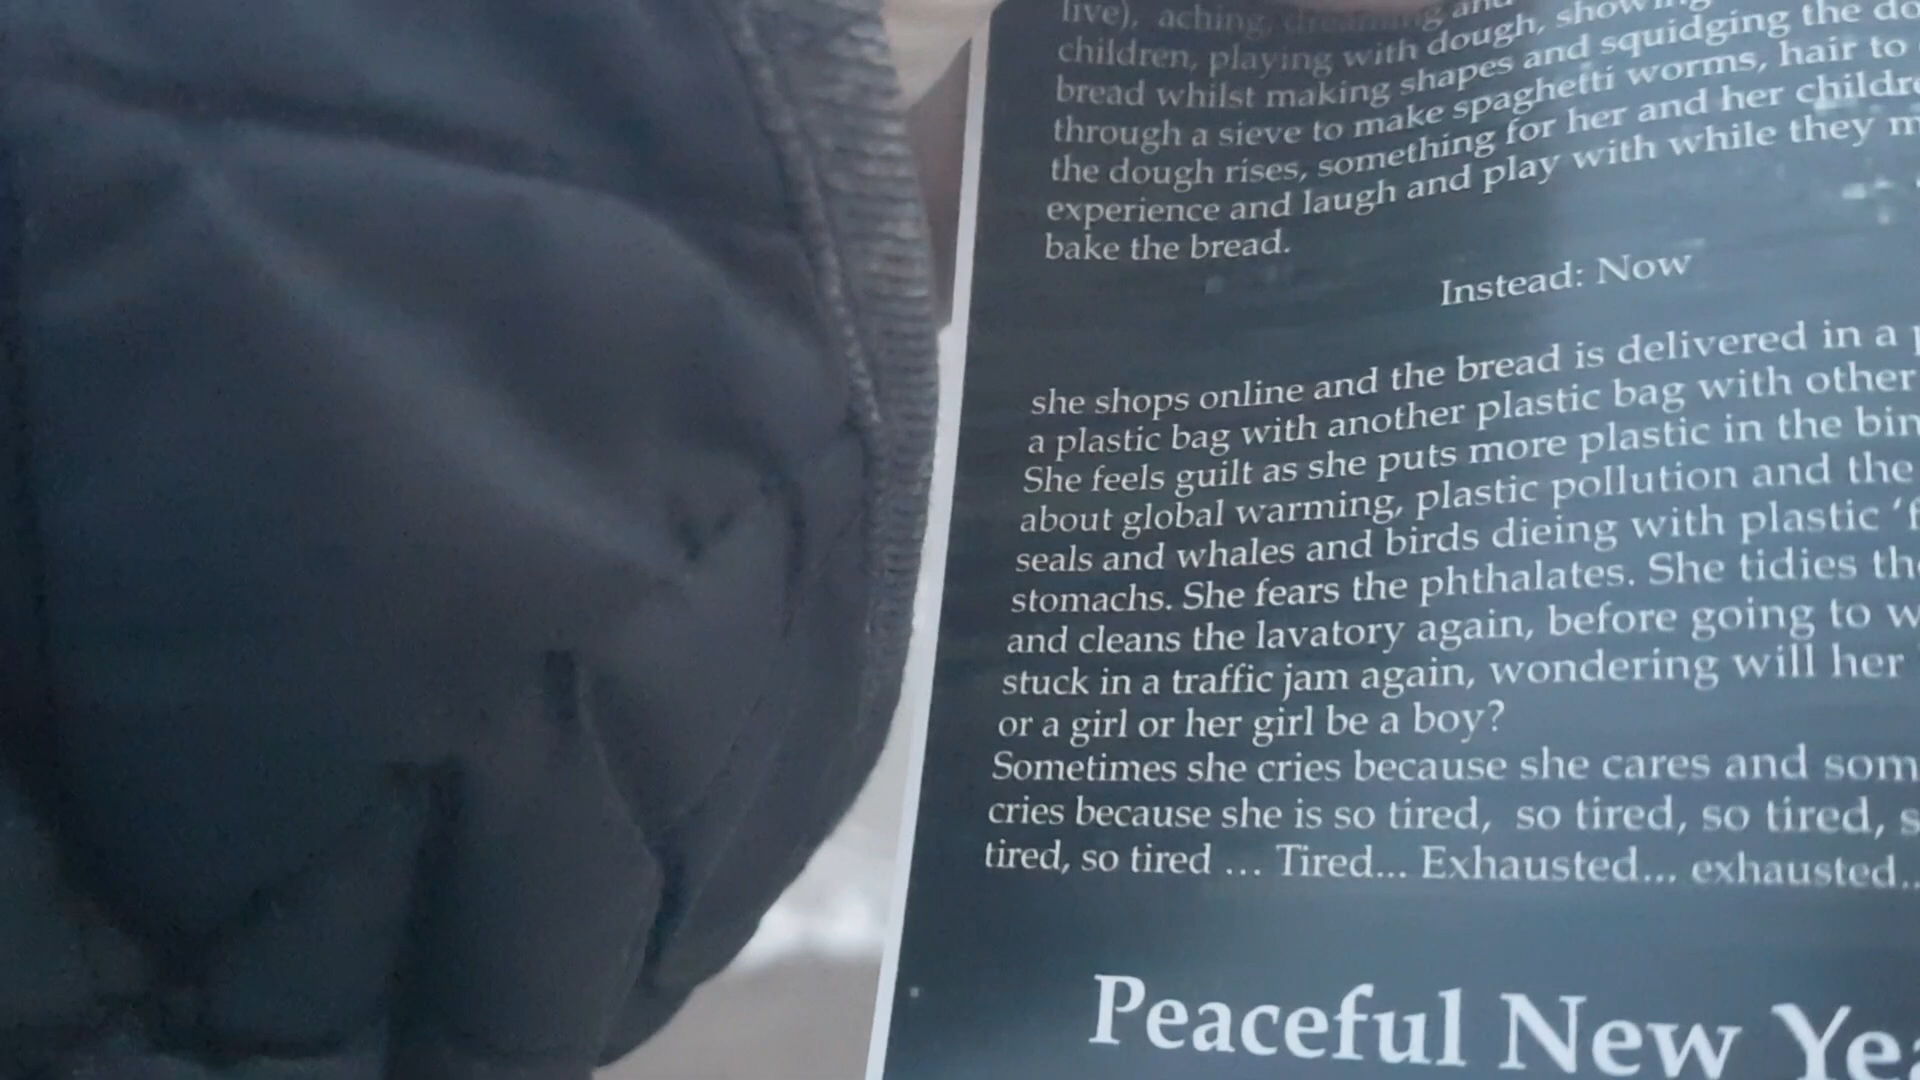 live), aching, dreaming and
children, playing with dough, showing
bread whilst making shapes and squidging the
through a sieve to make spaghetti worms, hair to
the dough rises, something for her and her
experience and laugh and play with while they
bake the bread.
Instead: Now
she shops online and the bread is delivered in a
a plastic bag with another plastic bag with other
She feels guilt as she puts more plastic in the bin
about global warming, plastic pollution and the
seals and whales and birds dieing with plastic
stomachs. She fears the phthalates. She tidies
and cleans the lavatory again, before going to
stuck in a traffic jam again, wondering will her
or a girl or her girl be a boy?
Sometimes she cries because she cares and
cries because she is so tired, so tired, so tired,
tired, so tired ... Tired... Exhausted... exhausted..
Peaceful New